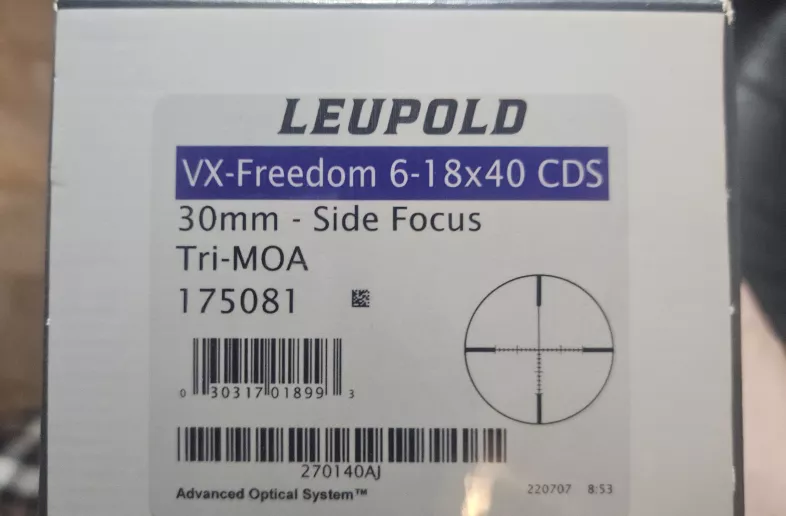 LEUPOLD
VX-Freedom 6-18x40 CDS
30mm - Side Focus
Tri-MOA
175081
0 30317 01899 3
270140AJ
Advanced Optical System™
220707 8:53